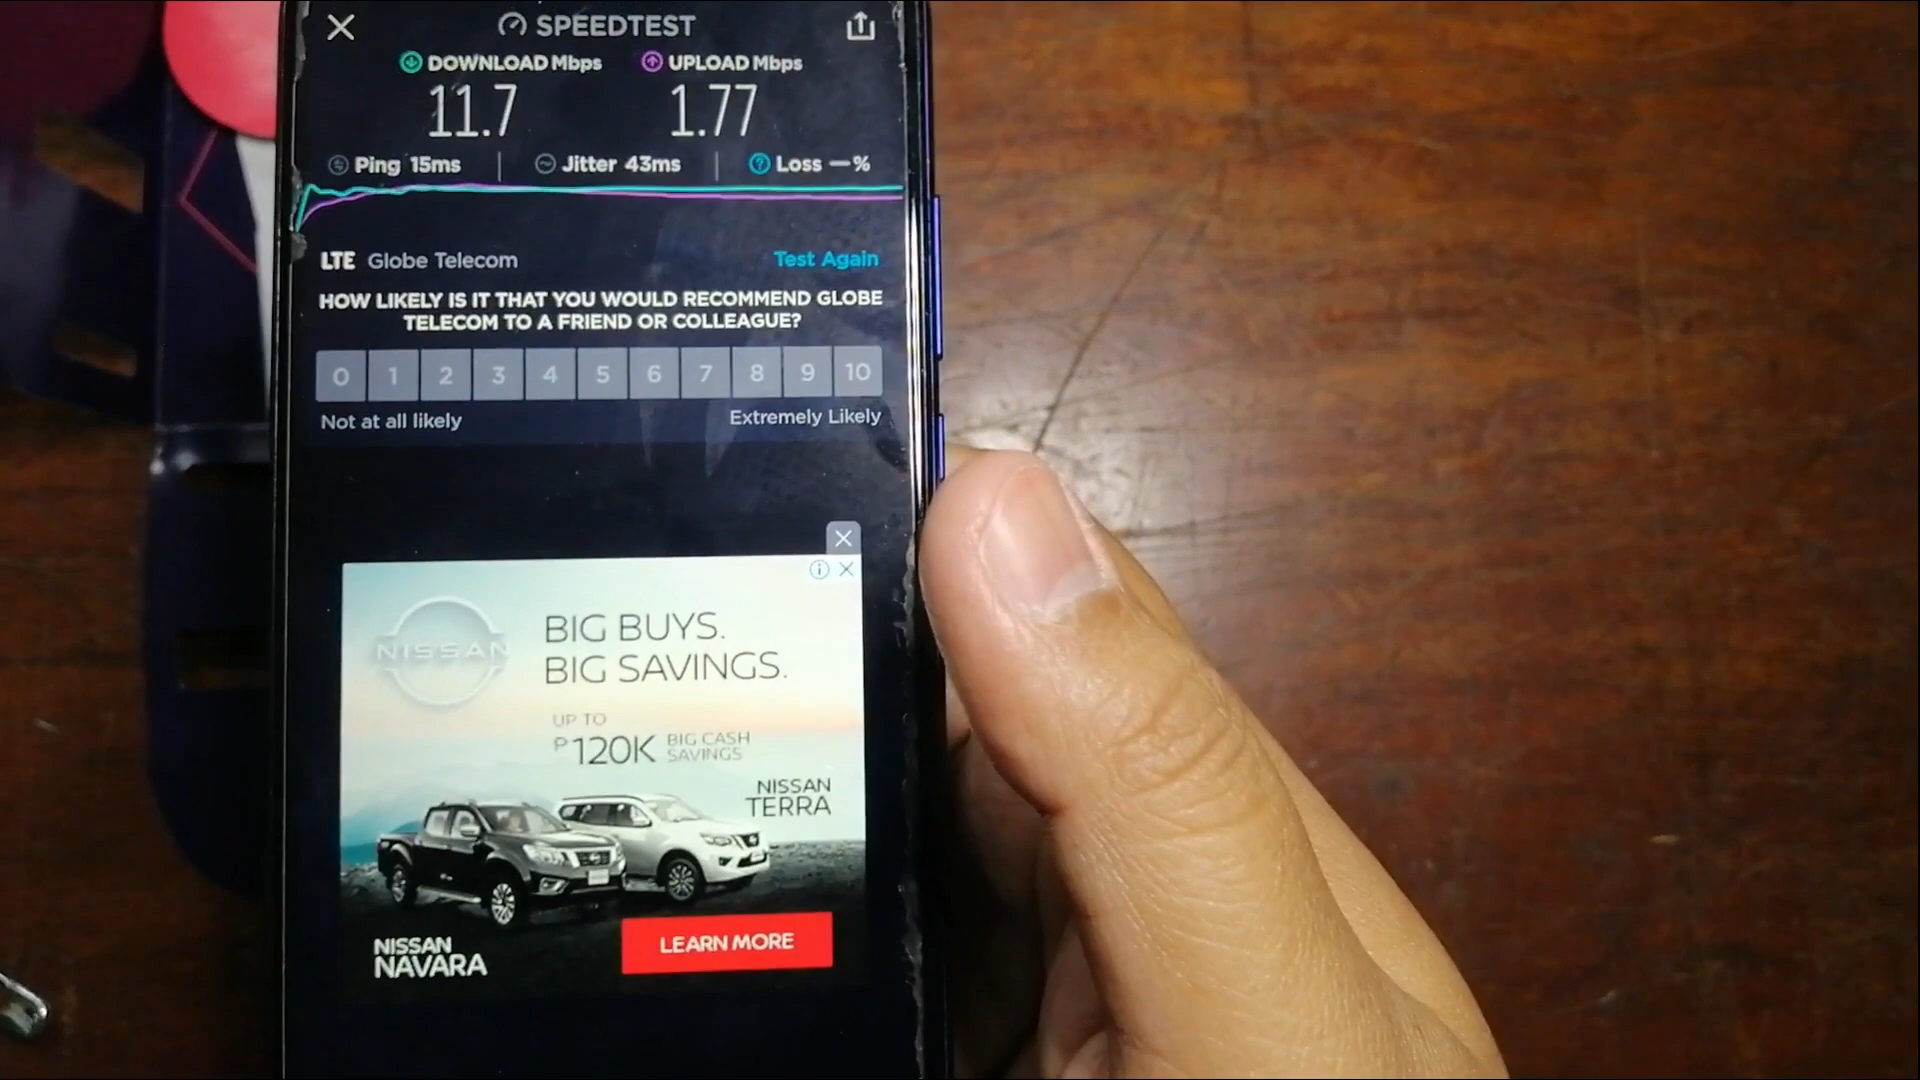 SPEEDTEST
DOWNLOAD Mbps UPLOAD Mbps
11.7 1.77
Ping 15ms Jitter 43ms Loss —%
LTE Globe Telecom Test Again
HOW LIKELY IS IT THAT YOU WOULD RECOMMEND GLOBE
TELECOM TO A FRIEND OR COLLEAGUE?
0 1 2 3 4 5 6 7 8 9 10
Not at all likely Extremely Likely
NISSAN
BIG BUYS.
BIG SAVINGS.
UP TO
₱120K BIG CASH
SAVINGS
NISSAN
TERRA
NISSAN
NAVARA
LEARN MORE